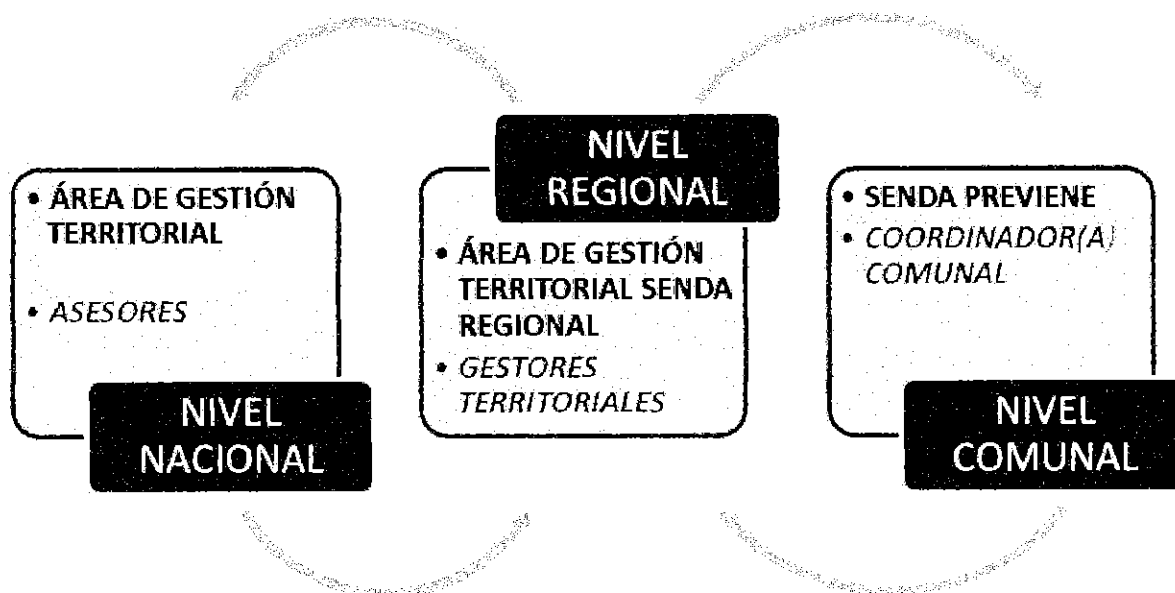 • ÁREA DE GESTIÓN
TERRITORIAL
• ASESORES
NIVEL
NACIONAL
NIVEL
REGIONAL
• ÁREA DE GESTIÓN
TERRITORIAL SENDA
REGIONAL
• GESTORES
TERRITORIALES
• SENDA PREVIENE
• COORDINADOR(A)
COMUNAL
NIVEL
COMUNAL